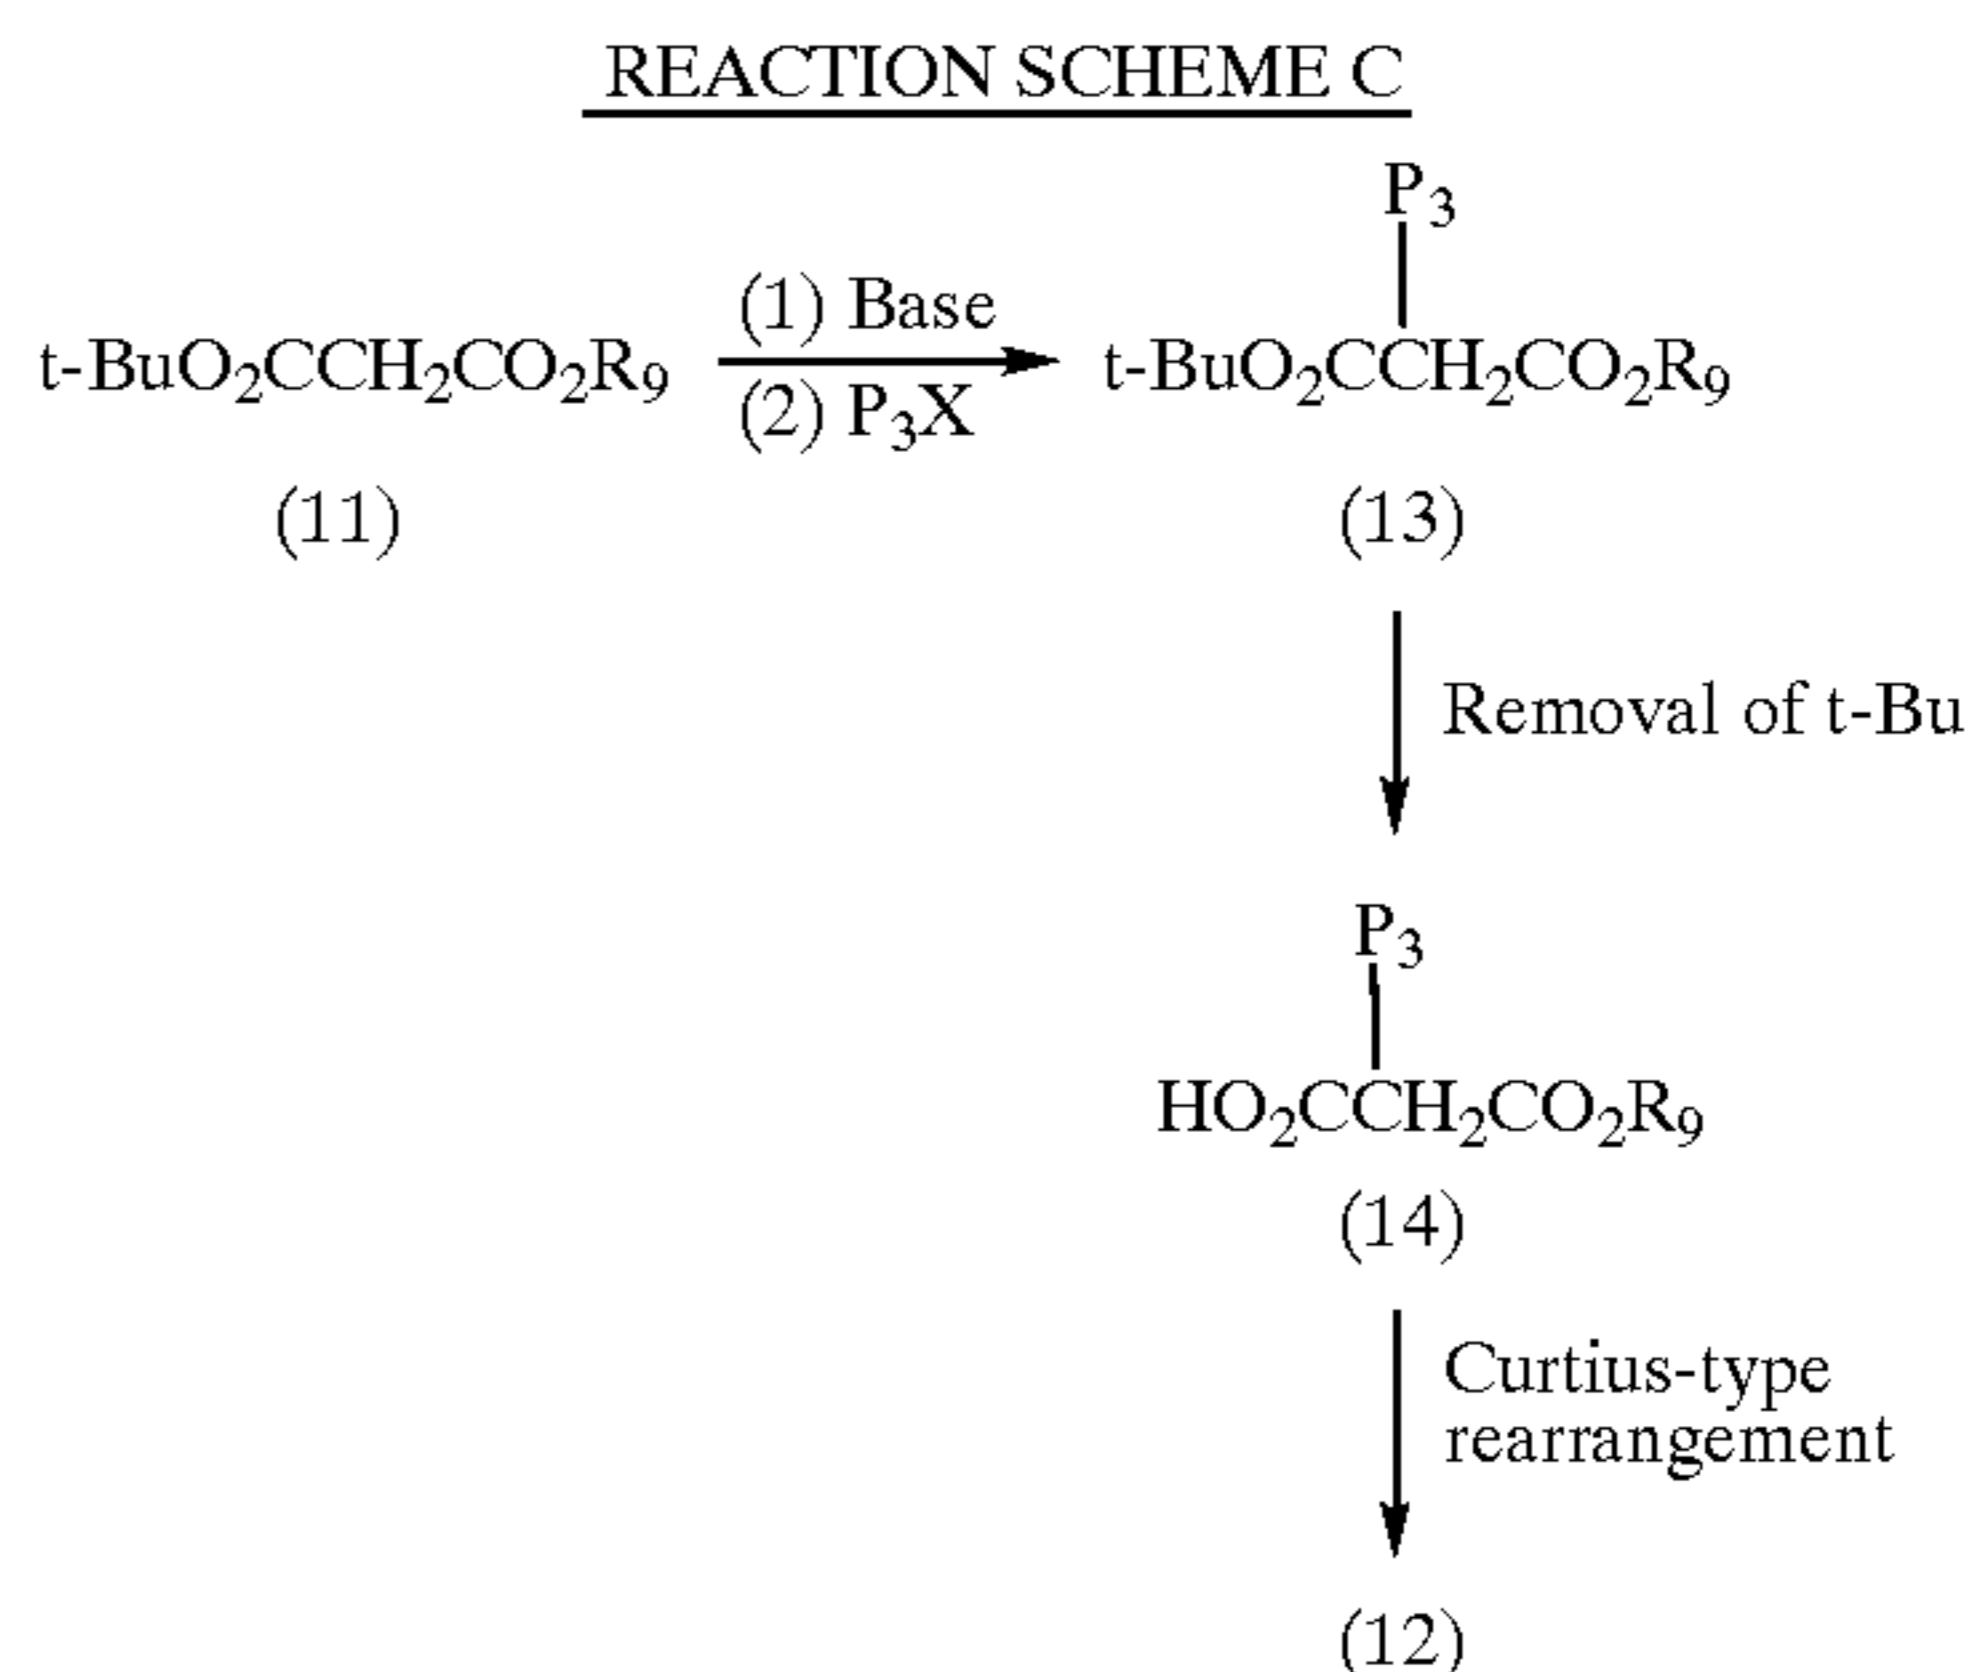 REACTION SCHEME C
P₃
(1) Base
t-BuO₂CCH₂CO₂R₉
(2) P₃X
t-BuO₂CCH₂CO₂R₉
(11)
(13)
Removal of t-Bu
P₃
HO₂CCH₂CO₂R₉
(14)
Curtius-type
rearrangement
(12)